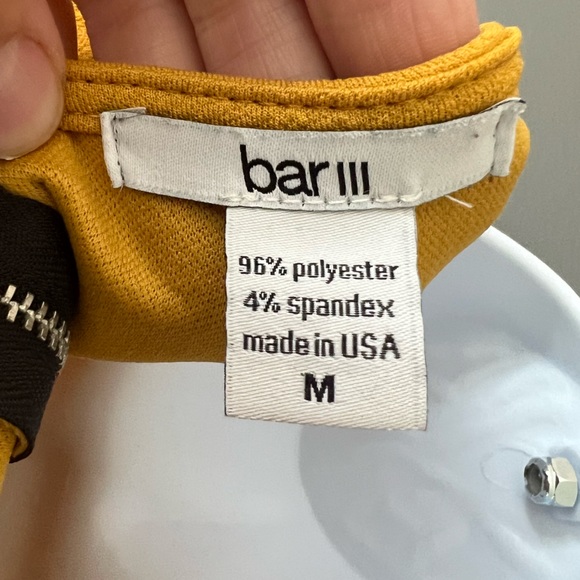 bar III
96% polyester
4% spandex
made in USA
M